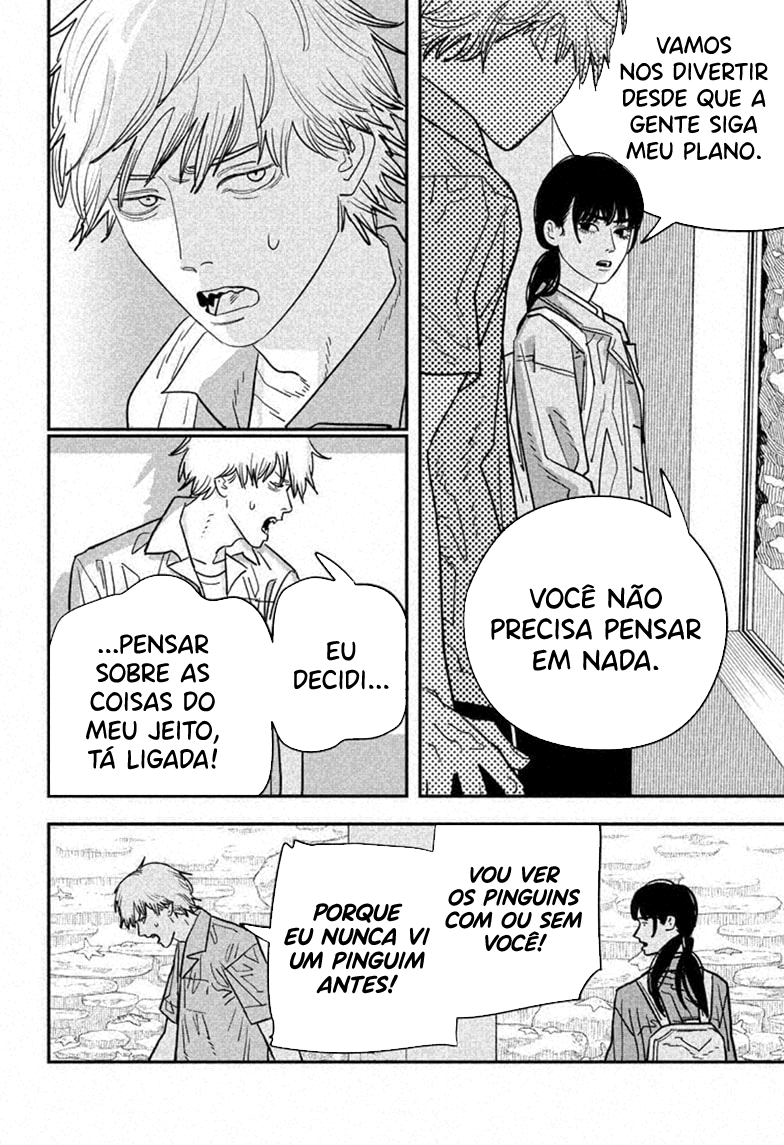 VAMOS
NOS DIVERTIR
DESDE QUE A
GENTE SIGA
MEU PLANO.
VOCÊ NÃO
PRECISA PENSAR
EM NADA.
EU
DECIDI...
...PENSAR
SOBRE AS
COISAS DO
MEU JEITO,
TÁ LIGADA!
VOU VER
OS PINGUINS
COM OU SEM
VOCÊ!
PORQUE
EU NUNCA VI
UM PINGUIM
ANTES!